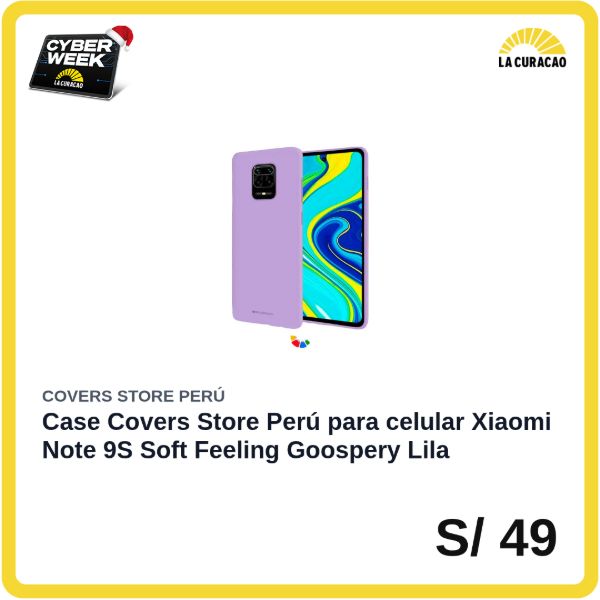 CYBER
WEEK
LA CURACAO
LA CURACAO
COVERS STORE PERÚ
Case Covers Store Perú para celular Xiaomi
Note 9S Soft Feeling Goospery Lila
S/ 49